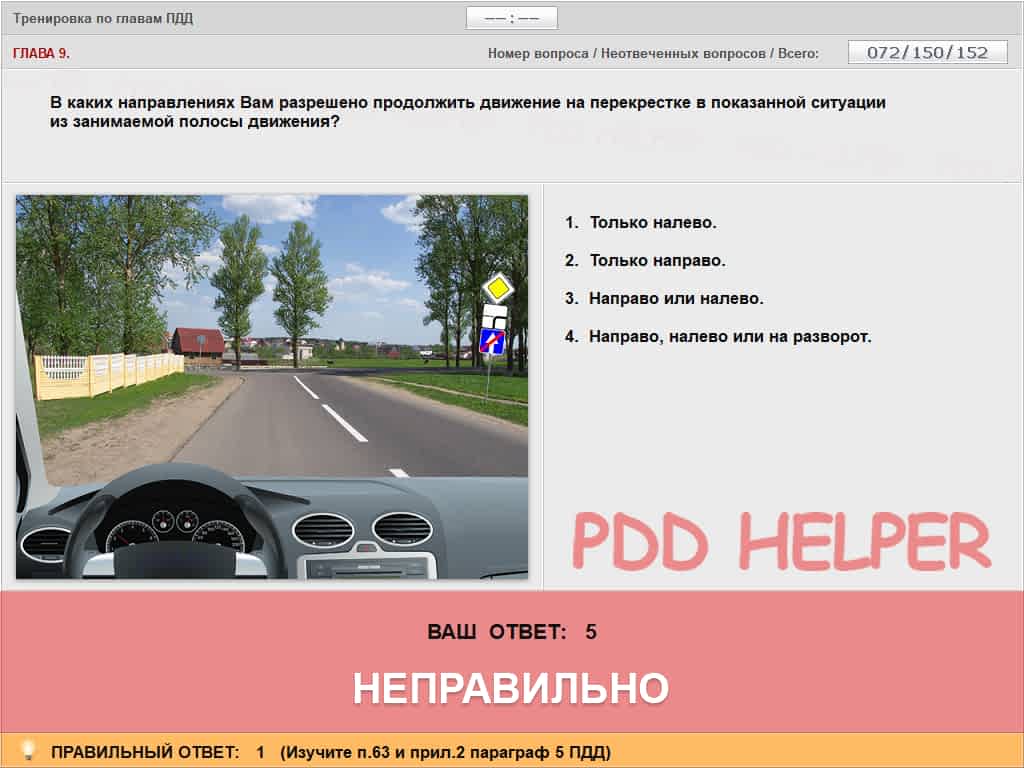 Тренировка по главам ПДД
–– : ––
ГЛАВА 9.
Номер вопроса / Неотвеченных вопросов / Всего:
072/150/152
В каких направлениях Вам разрешено продолжить движение на перекрестке в показанной ситуации
из занимаемой полосы движения?
1. Только налево.
2. Только направо.
3. Направо или налево.
4. Направо, налево или на разворот.
PDD HELPER
ВАШ ОТВЕТ: 5
НЕПРАВИЛЬНО
ПРАВИЛЬНЫЙ ОТВЕТ: 1 (Изучите п.63 и прил.2 параграф 5 ПДД)